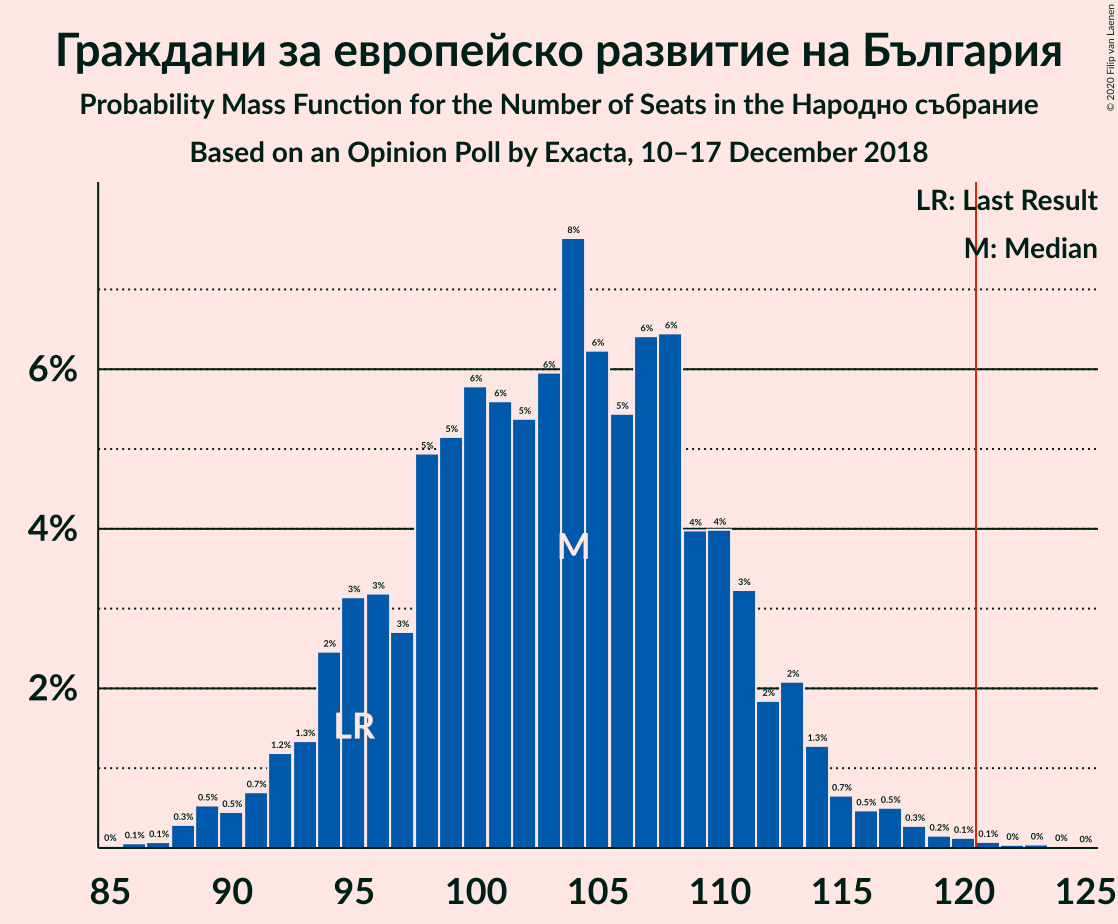 Граждани за европейско развитие на България
Probability Mass Function for the Number of Seats in the Народно събрание
Based on an Opinion Poll by Exacta, 10–17 December 2018
© 2020 Filip van Laenen
LR: Last Result
M: Median
6%
4%
2%
0% 0.1% 0.1% 0.3% 0.5% 0.5% 0.7% 1.2% 1.3% 2% 3% 3% 3% 5% 5% 6% 6% 5% 6% 8% 6% 5% 6% 6% 4% 4% 3% 2% 2% 1.3% 0.7% 0.5% 0.5% 0.3% 0.2% 0.1% 0.1% 0% 0% 0% 0%
M
LR
85 90 95 100 105 110 115 120 125